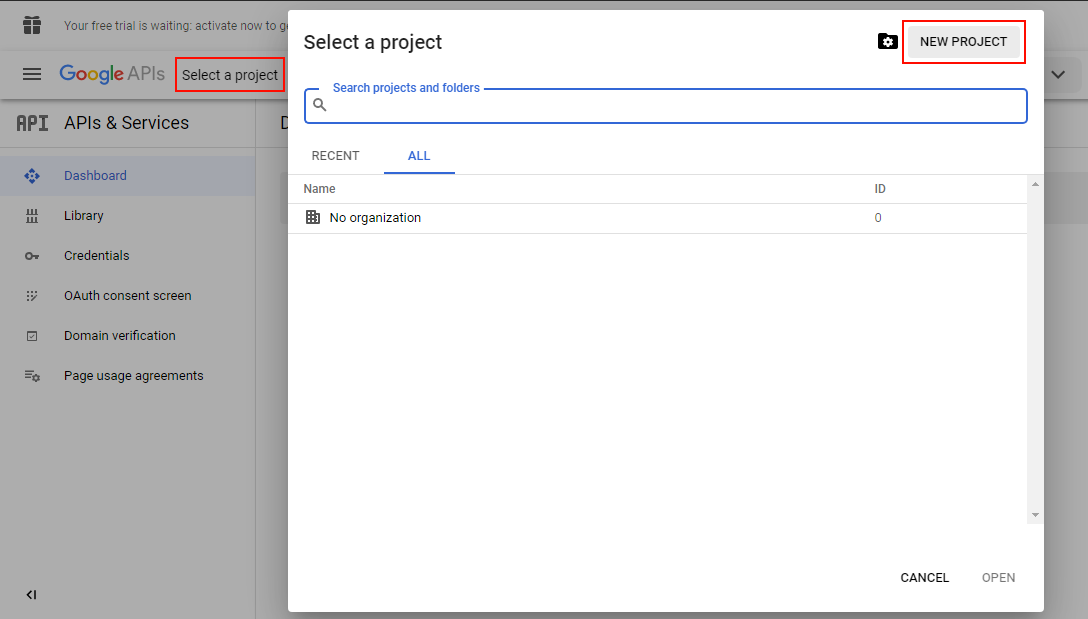 Your free trial is waiting: activate now to ge
Google APIs
Select a project
API
APIs & Services
D
Dashboard
Library
Credentials
OAuth consent screen
Domain verification
Page usage agreements
Select a project
NEW PROJECT
Search projects and folders
RECENT
ALL
Name ID
No organization 0
CANCEL
OPEN